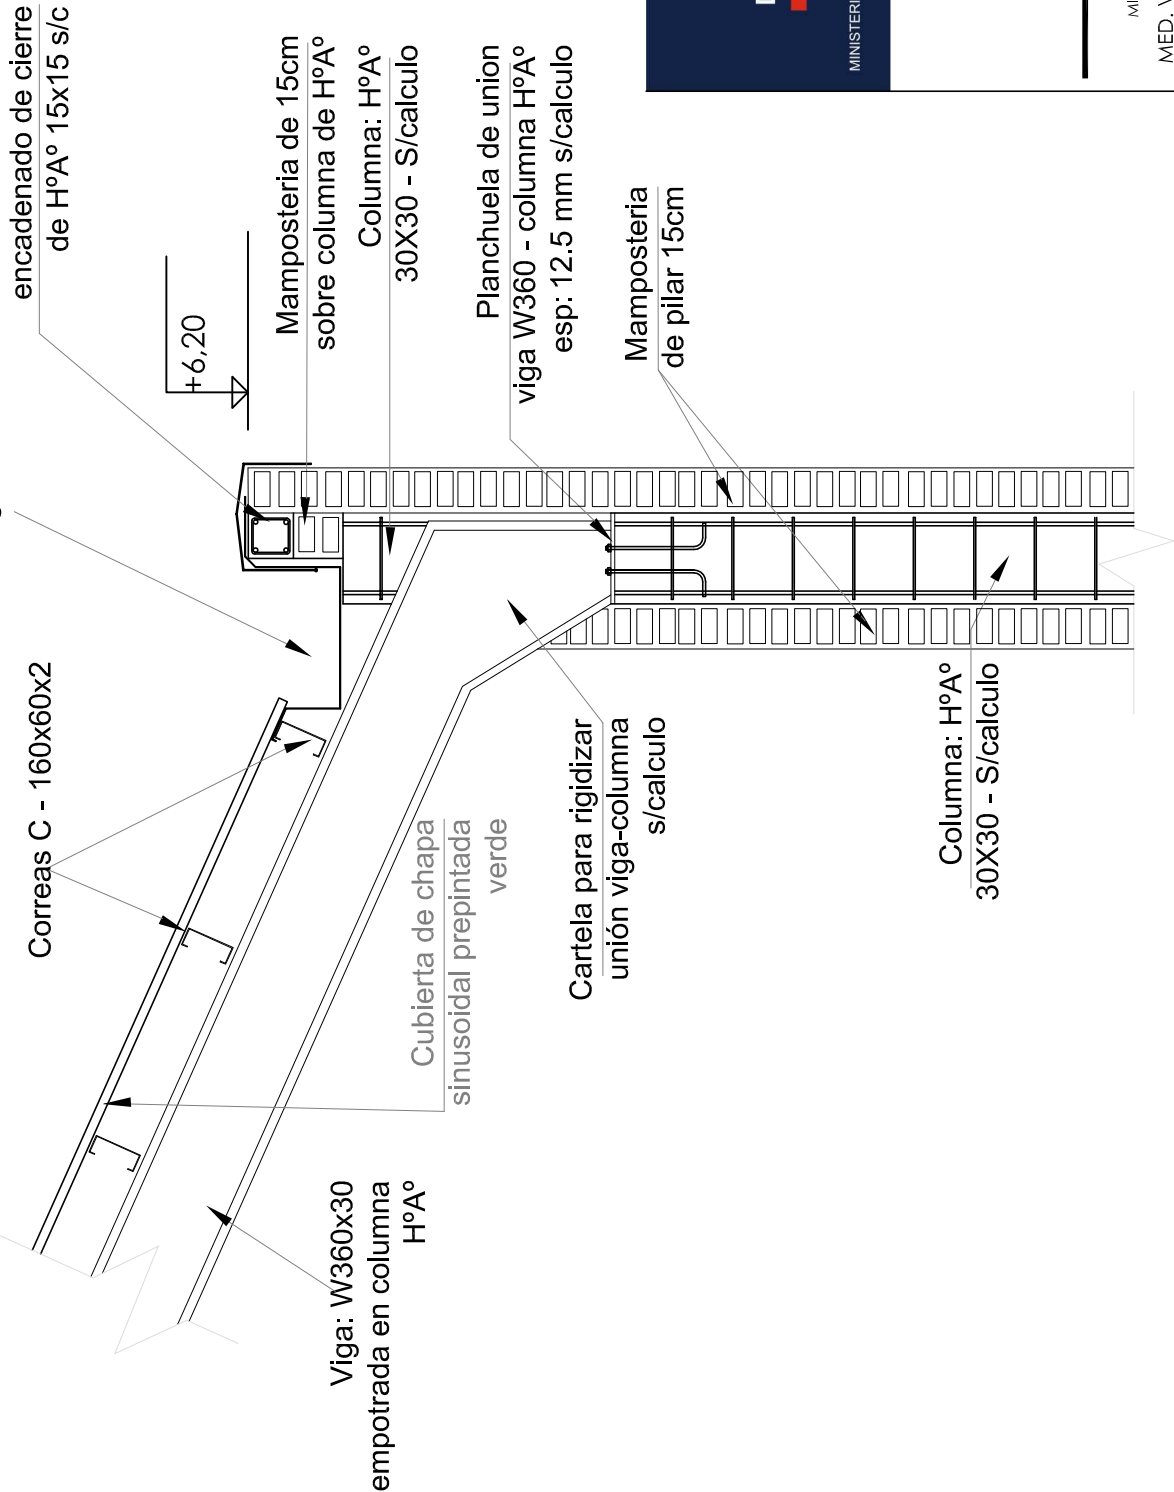 encadenado de cierre
de HºAº 15x15 s/c
+6,20
Mamposteria de 15cm
sobre columna de HºAº
Columna: HºAº
30X30 - S/calculo
Planchuela de union
viga W360 - columna HºAº
esp: 12.5 mm s/calculo
Mamposteria
de pilar 15cm
Correas C - 160x60x2
Cubierta de chapa
sinusoidal prepintada
verde
Cartela para rigidizar
unión viga-columna
s/calculo
Columna: HºAº
30X30 - S/calculo
Viga: W360x30
empotrada en columna
HºAº
MINISTERI
MED.